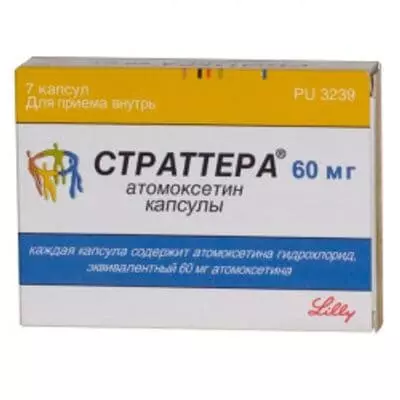 7 капсул
Для приема внутрь
PU 3239
СТРАТТЕРА® 60 мг
атомоксетин
капсулы
каждая капсула содержит атомоксетина гидрохлорид,
эквивалентный 60 мг атомоксетина
Lilly